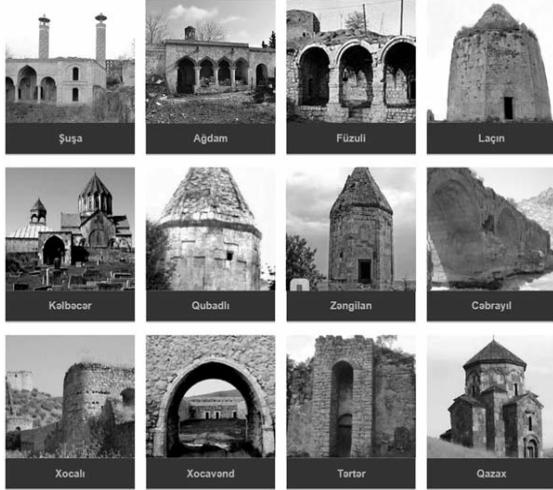 Şuşa
Ağdam
Füzuli
Laçın
Kəlbəcər
Qubadlı
Zəngilan
Cəbrayıl
Xocalı
Xocavənd
Tərtər
Qazax